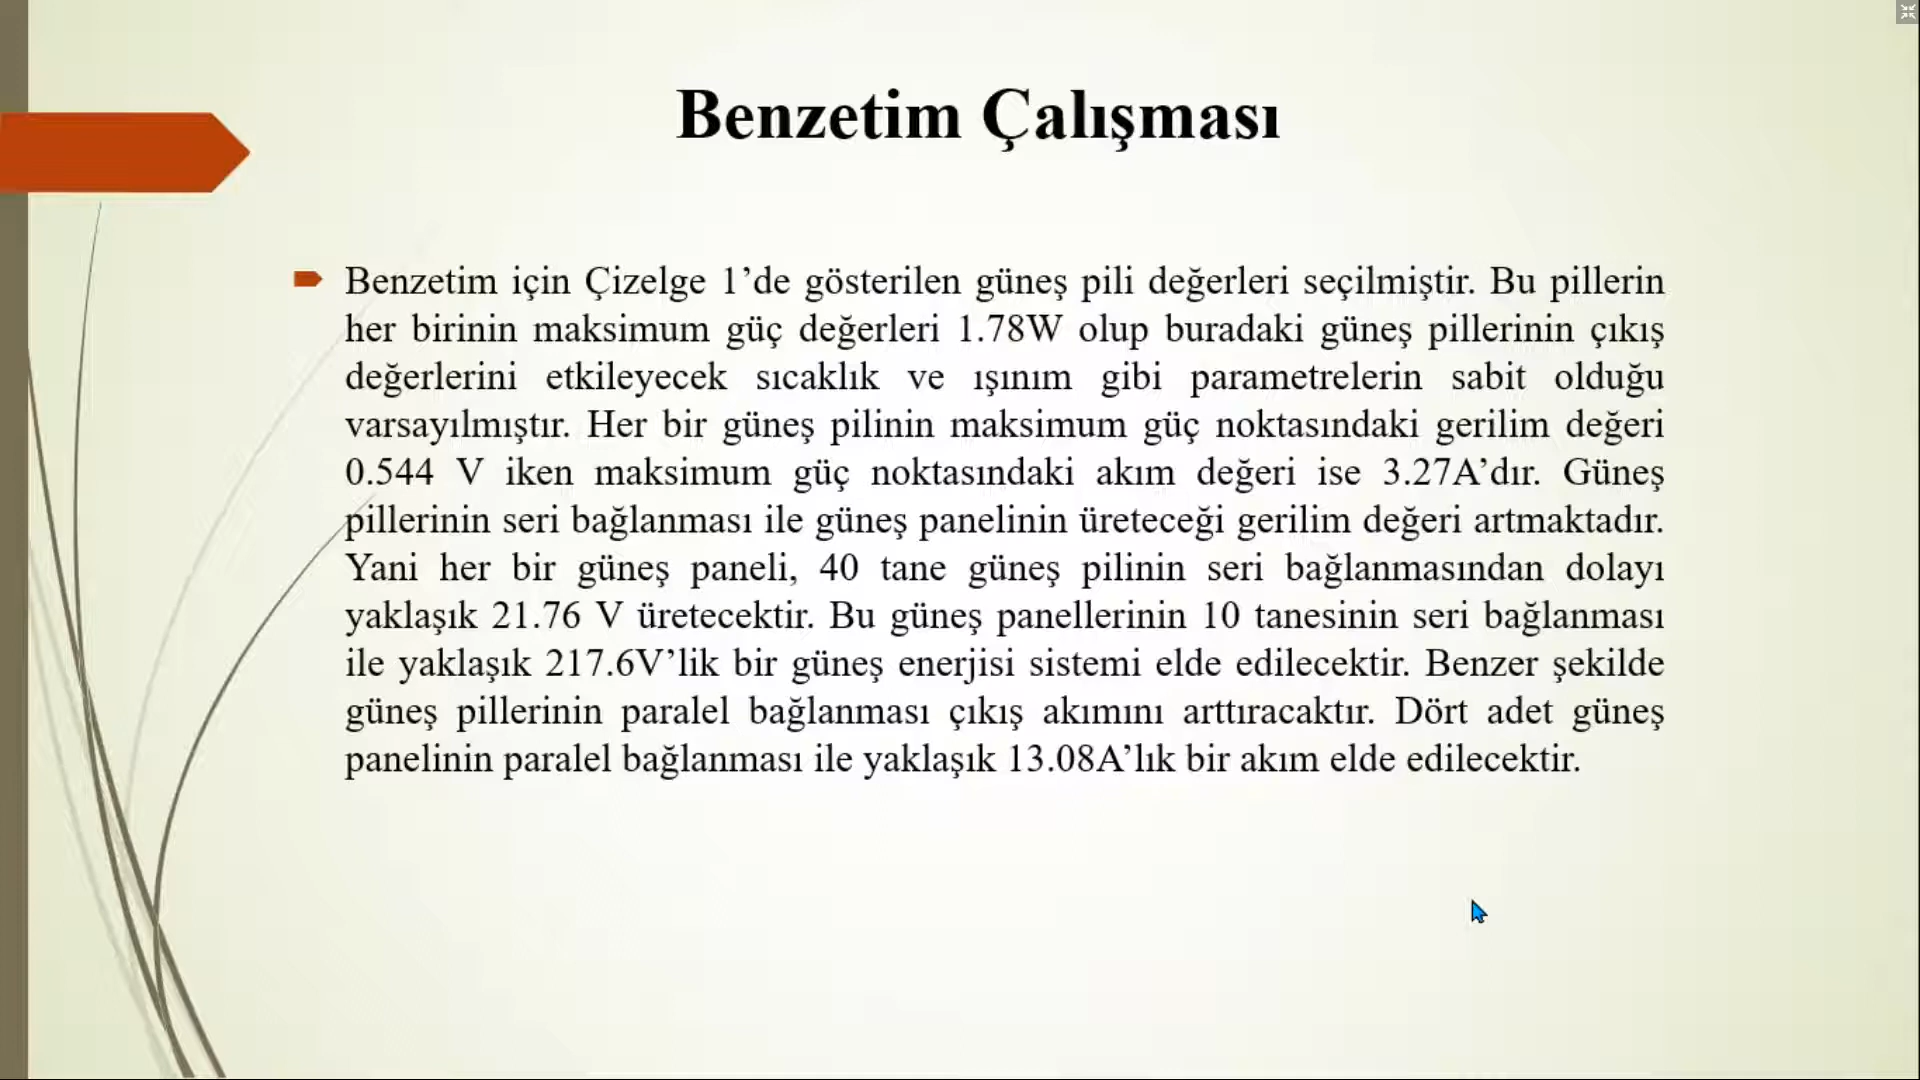 Benzetim Çalışması
Benzetim için Çizelge 1’de gösterilen güneş pili değerleri seçilmiştir. Bu pillerin
her birinin maksimum güç değerleri 1.78W olup buradaki güneş pillerinin çıkış
değerlerini etkileyecek sıcaklık ve ışınım gibi parametrelerin sabit olduğu
varsayılmıştır. Her bir güneş pilinin maksimum güç noktasındaki gerilim değeri
0.544 V iken maksimum güç noktasındaki akım değeri ise 3.27A’dır. Güneş
pillerinin seri bağlanması ile güneş panelinin üreteceği gerilim değeri artmaktadır.
Yani her bir güneş paneli, 40 tane güneş pilinin seri bağlanmasından dolayı
yaklaşık 21.76 V üretecektir. Bu güneş panellerinin 10 tanesinin seri bağlanması
ile yaklaşık 217.6V’lik bir güneş enerjisi sistemi elde edilecektir. Benzer şekilde
güneş pillerinin paralel bağlanması çıkış akımını arttıracaktır. Dört adet güneş
panelinin paralel bağlanması ile yaklaşık 13.08A’lık bir akım elde edilecektir.